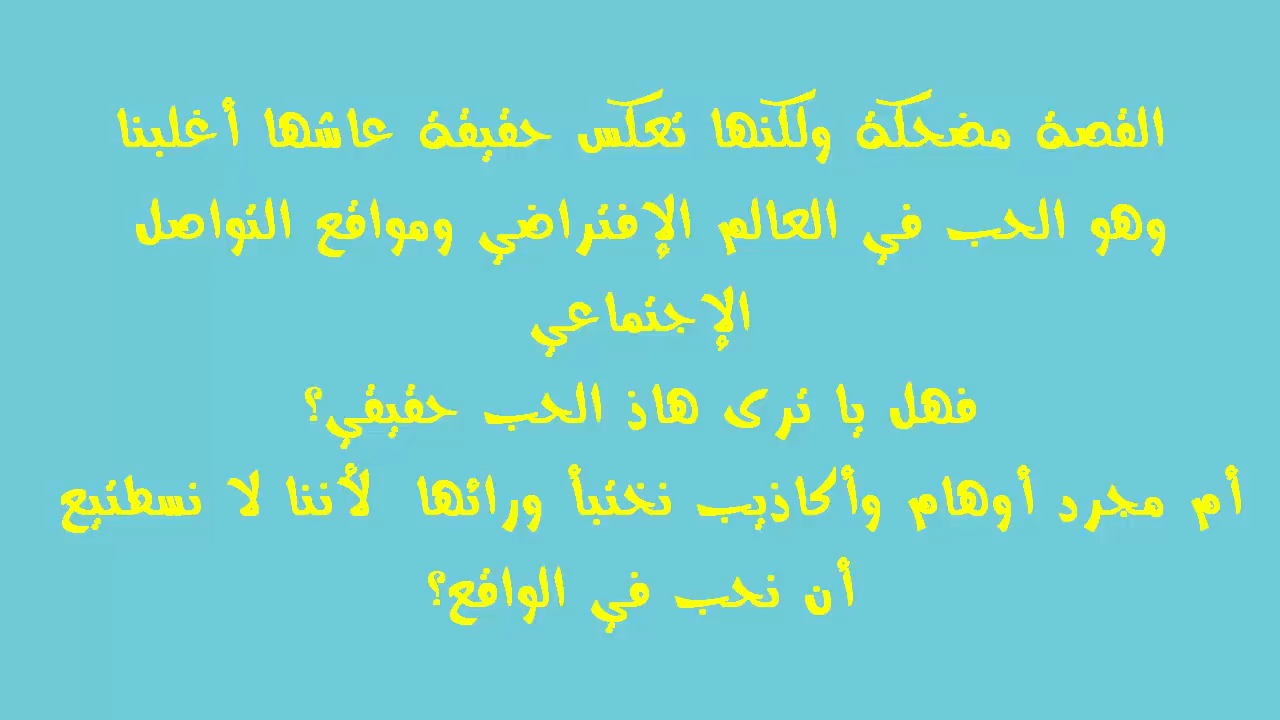 القصة مضحكة ولكنها تعكس حقيقة عاشها أغلبنا
وهو الحب في العالم الإفتراضي ومواقع التواصل
الإجتماعي
فهل يا ترى هاذ الحب حقيقي؟
أم مجرد أوهام وأكاذيب نختبأ ورائها لأننا لا نسطتيع
أن نحب في الواقع؟